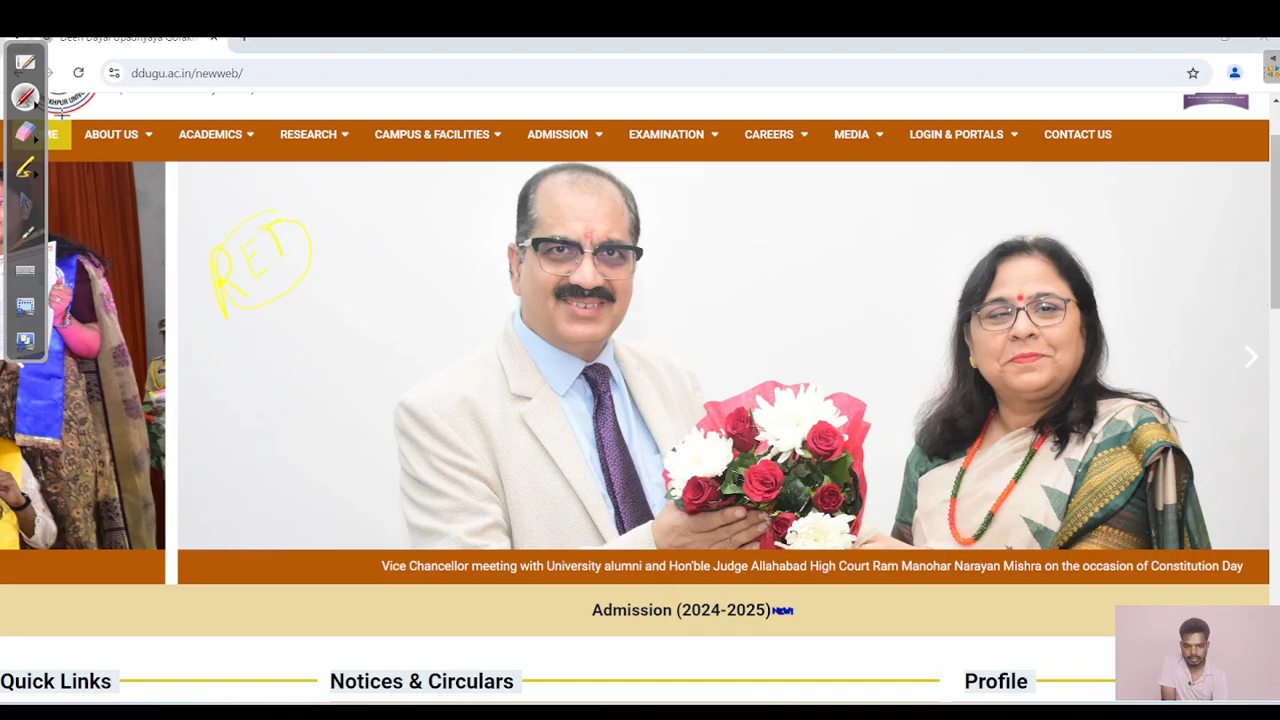 ddugu.ac.in/newweb/
ABOUT US
ACADEMICS
RESEARCH
CAMPUS & FACILITIES
ADMISSION
EXAMINATION
CAREERS
MEDIA
LOGIN & PORTALS
CONTACT US
RET
Vice Chancellor meeting with University alumni and Hon'ble Judge Allahabad High Court Ram Manohar Narayan Mishra on the occasion of Constitution Day
Admission (2024-2025)
Quick Links
Notices & Circulars
Profile